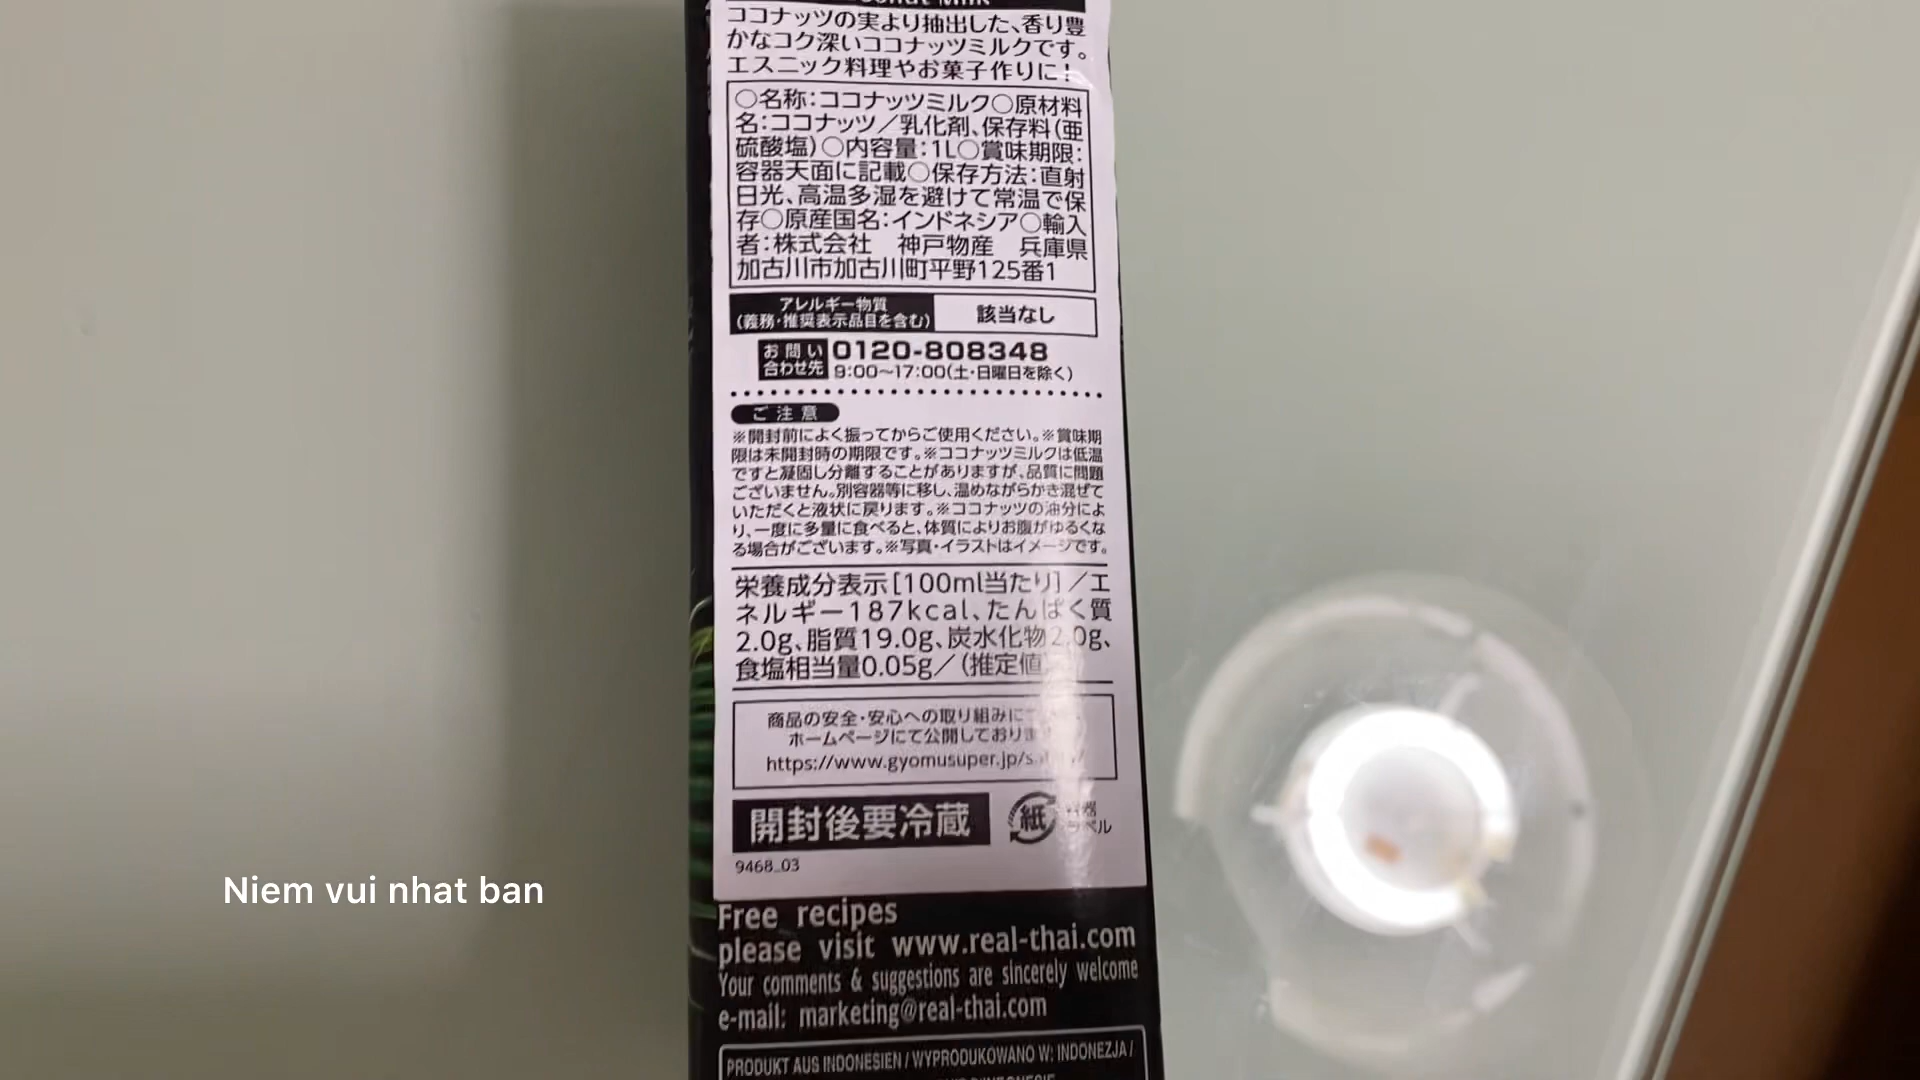 ココナッツの実より抽出した、香り豊
かなコク深いココナッツミルクです。
エスニック料理やお菓子作りに！
○名称：ココナッツミルク○原材料
名：ココナッツ／乳化剤、保存料（亜
硫酸塩）○内容量：1L○賞味期限：
容器天面に記載○保存方法：直射
日光、高温多湿を避けて常温で保
存○原産国名：インドネシア○輸入
者：株式会社　神戸物産　兵庫県
加古川市加古川町平野125番1
アレルギー物質
（義務・推奨表示品目を含む）
該当なし
お問い
合わせ先
0120-808348
9:00～17:00（土・日曜日を除く）
ご注意
※開封前によく振ってからご使用ください。※賞味期
限は未開封時の期限です。※ココナッツミルクは低温
ですと凝固し分離することがありますが、品質に問題
ございません。別容器等に移し、温めながらかき混ぜて
いただくと液状に戻ります。※ココナッツの油分によ
り、一度に多量に食べると、体質によりお腹がゆるくな
る場合がございます。※写真・イラストはイメージです。
栄養成分表示［100ml当たり］／エ
ネルギー187kcal、たんぱく質
2.0g、脂質19.0g、炭水化物2.0g、
食塩相当量0.05g／（推定値
商品の安全・安心への取り組みに
ホームページにて公開しており
https://www.gyomusuper.jp/
開封後要冷蔵
紙
ラベル
9468_03
Niem vui nhat ban
Free recipes
please visit www.real-thai.com
Your comments & suggestions are sincerely welcome
e-mail: marketing@real-thai.com
PRODUKT AUS INDONESIEN / WYPRODUKOWANO W: INDONEZJA /